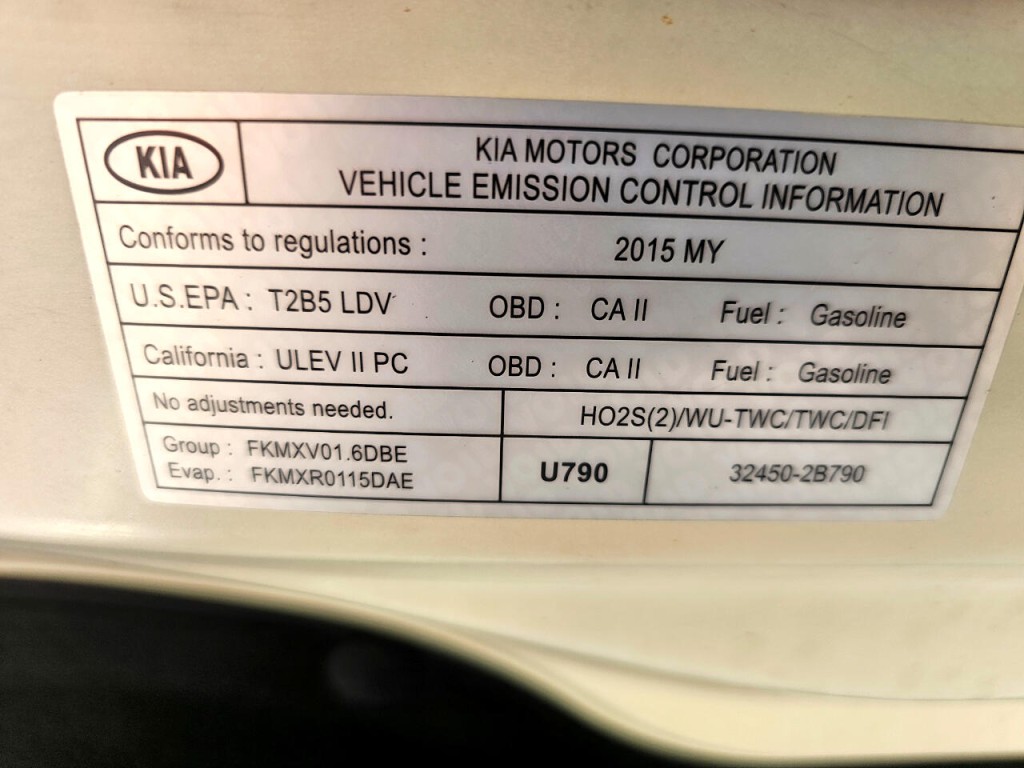 KIA
KIA MOTORS CORPORATION
VEHICLE EMISSION CONTROL INFORMATION
Conforms to regulations : 2015 MY
U.S.EPA : T2B5 LDV OBD : CA II Fuel : Gasoline
California : ULEV II PC OBD : CA II Fuel : Gasoline
No adjustments needed. HO2S(2)/WU-TWC/TWC/DFI
Group : FKMXV01.6DBE
Evap. : FKMXR0115DAE
U790 32450-2B790